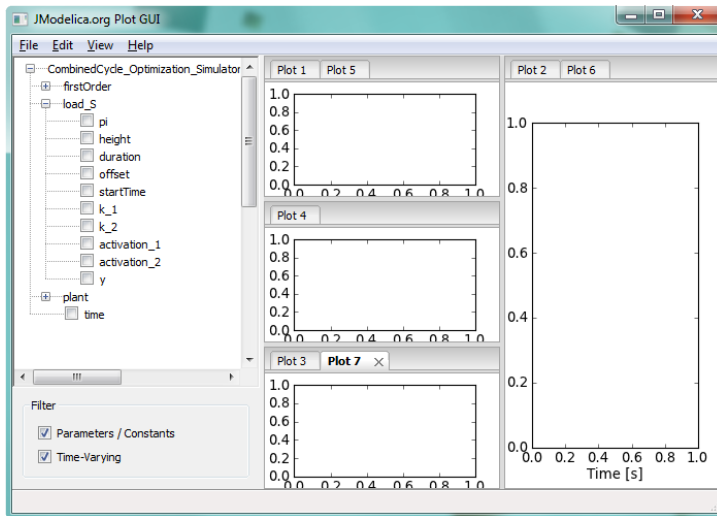 JModelica.org Plot GUI
File Edit View Help
CombinedCycle_Optimization_Simulator
firstOrder
load_S
pi
height
duration
offset
startTime
k_1
k_2
activation_1
activation_2
y
plant
time
Filter
Parameters / Constants
Time-Varying
Plot 1 Plot 5
1.0
0.8
0.6
0.4
0.2
0.0
0.0 0.2 0.4 0.6 0.8 1.0
Plot 4
1.0
0.8
0.6
0.4
0.2
0.0
0.0 0.2 0.4 0.6 0.8 1.0
Plot 3 Plot 7
1.0
0.8
0.6
0.4
0.2
0.0
0.0 0.2 0.4 0.6 0.8 1.0
Plot 2 Plot 6
1.0
0.8
0.6
0.4
0.2
0.0
0.0 0.2 0.4 0.6 0.8 1.0
Time [s]